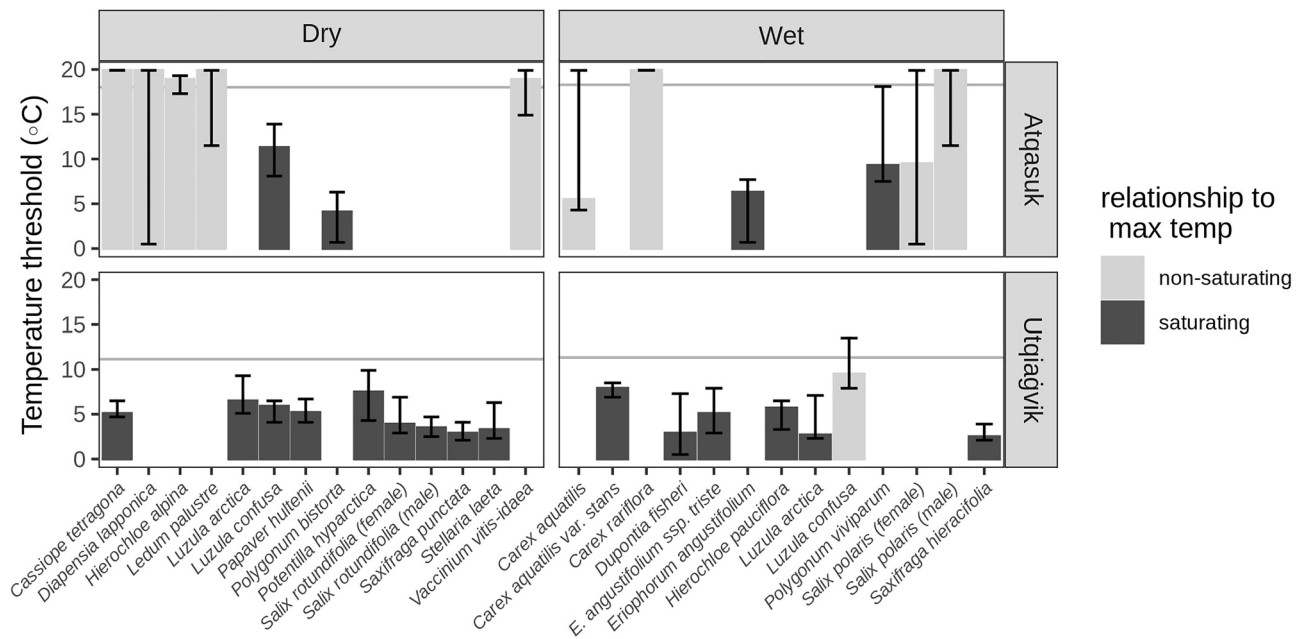 Dry
Wet
Temperature threshold (◦C)
20
15
10
5
0
Atqasuk
20
15
10
5
0
Utqiaġvik
Cassiope tetragona
Diapensia lapponica
Hierochloe alpina
Ledum palustre
Luzula arctica
Luzula confusa
Papaver hultenii
Polygonum bistorta
Potentilla hyparctica
Salix rotundifolia (female)
Salix rotundifolia (male)
Saxifraga punctata
Stellaria laeta
Vaccinium vitis-idaea
Carex aquatilis
Carex aquatilis var. stans
Carex rariflora
Dupontia fisheri
E. angustifolium ssp. triste
Eriophorum angustifolium
Hierochloe pauciflora
Luzula arctica
Luzula confusa
Polygonum viviparum
Salix polaris (female)
Salix polaris (male)
Saxifraga hieracifolia
relationship to
max temp
non-saturating
saturating